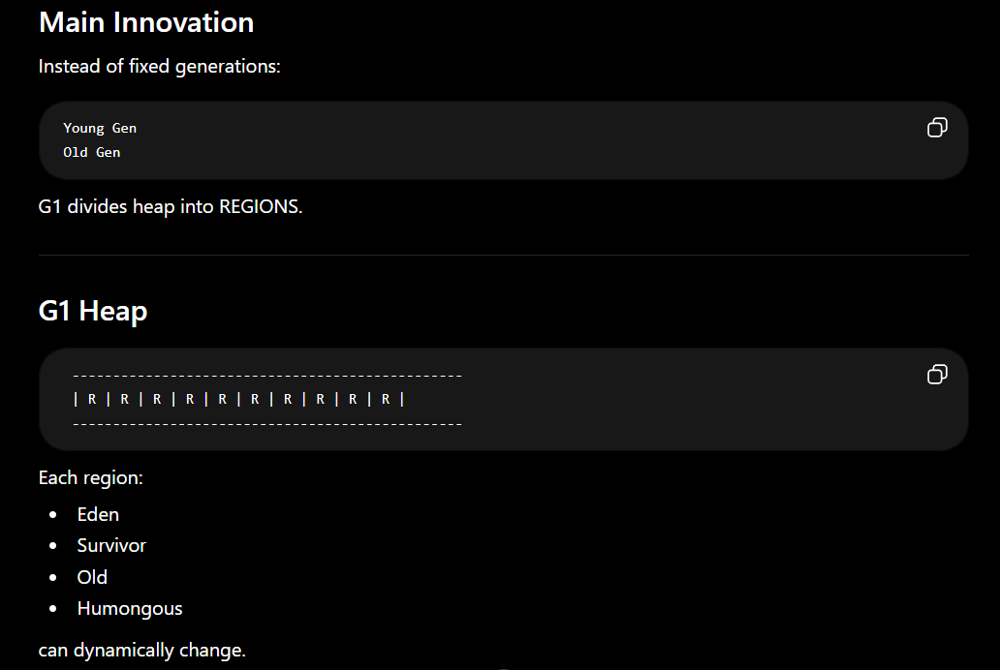 Main Innovation
Instead of fixed generations:
Young Gen
Old Gen
G1 divides heap into REGIONS.
G1 Heap
------------------------------------------------
| R | R | R | R | R | R | R | R | R | R |
------------------------------------------------
Each region:
• Eden
• Survivor
• Old
• Humongous
can dynamically change.